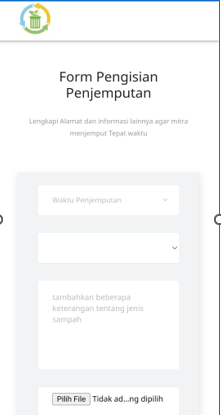 Form Pengisian
Penjemputan
Lengkapi Alamat dan informasi lainnya agar mitra
menjemput Tepat waktu
Waktu Penjemputan
tambahkan beberapa
keterangan tentang jenis
sampah
Pilih File Tidak ad...ng dipilih